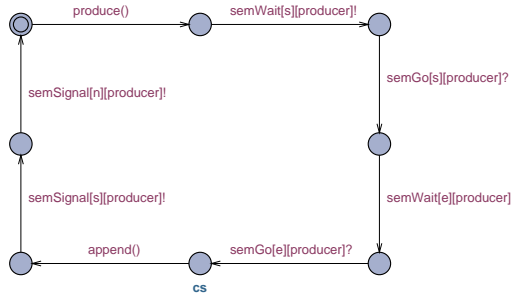 produce()
semWait[s][producer]!
semGo[s][producer]?
semSignal[n][producer]!
semSignal[s][producer]!
semWait[e][producer]
append()
semGo[e][producer]?
cs